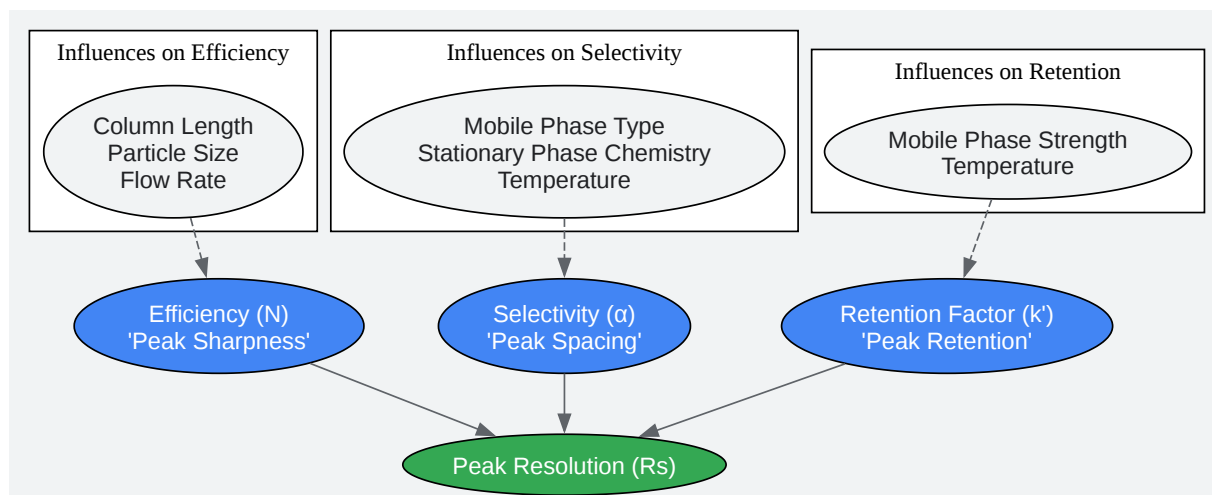 Influences on Efficiency
Column Length
Particle Size
Flow Rate
Influences on Selectivity
Mobile Phase Type
Stationary Phase Chemistry
Temperature
Influences on Retention
Mobile Phase Strength
Temperature
Efficiency (N)
'Peak Sharpness'
Selectivity (α)
'Peak Spacing'
Retention Factor (k')
'Peak Retention'
Peak Resolution (Rs)